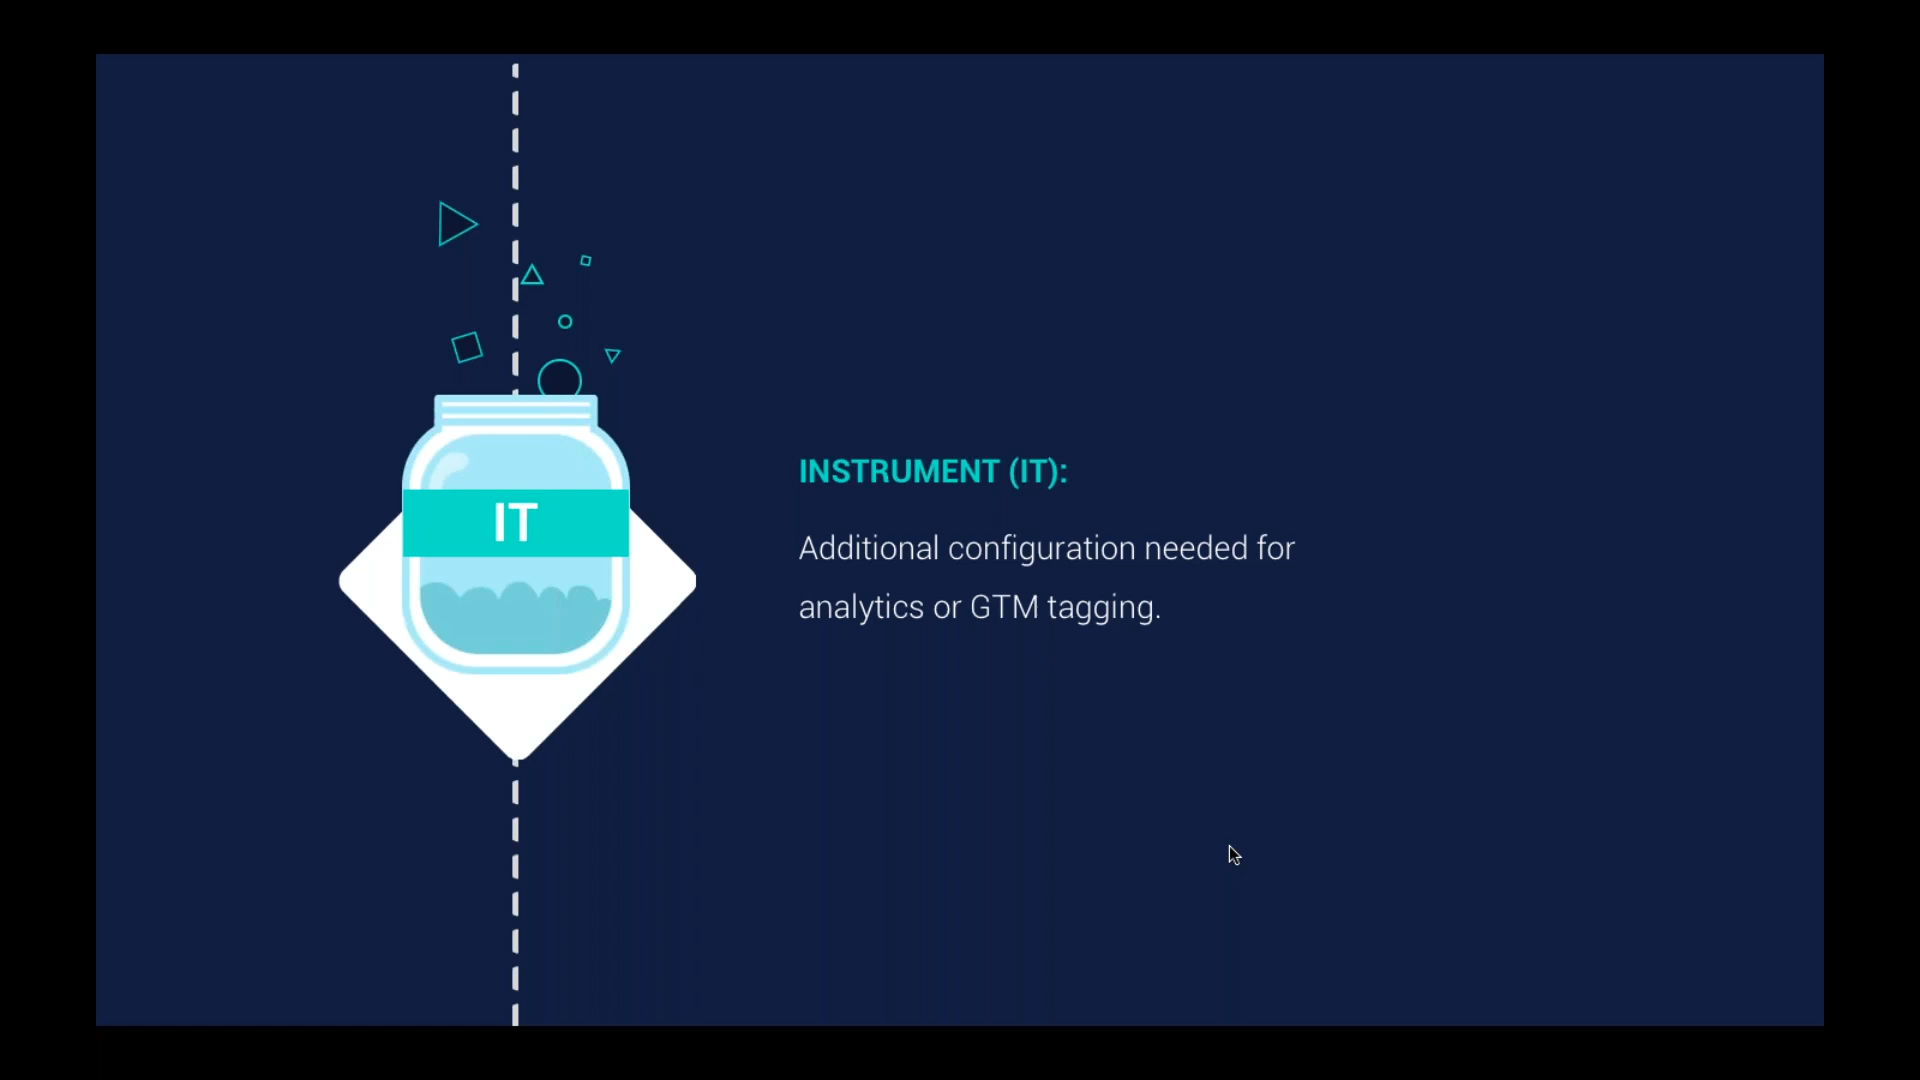 IT
INSTRUMENT (IT):
Additional configuration needed for
analytics or GTM tagging.